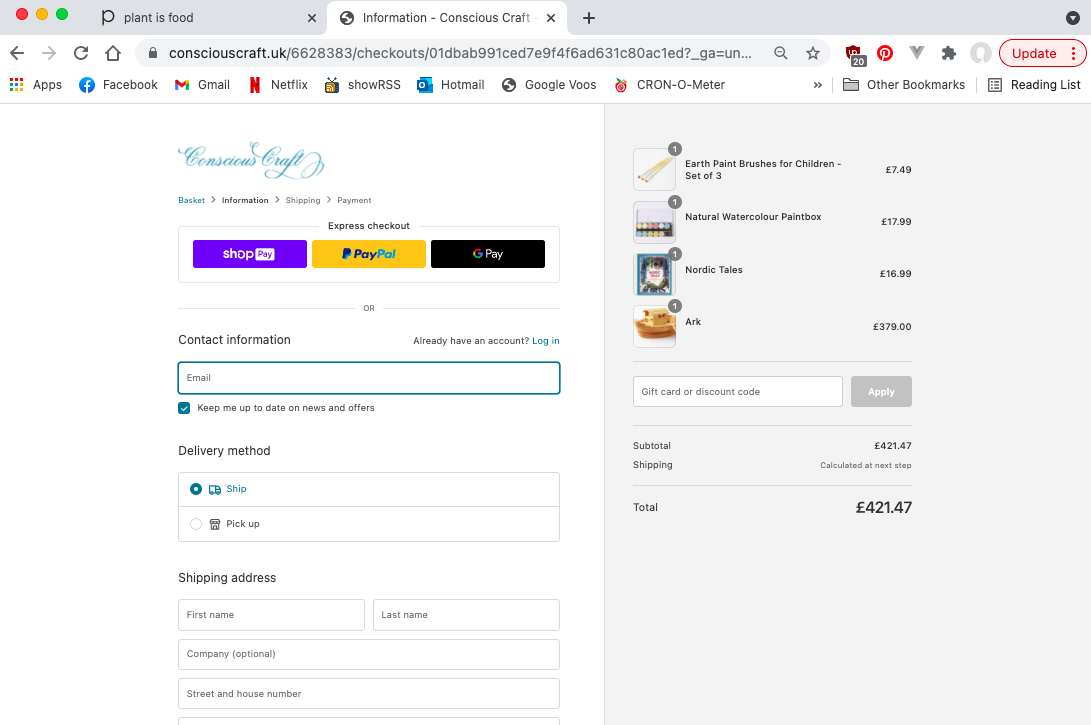 plant is food
Information - Conscious Craft -
consciouscraft.uk/6628383/checkouts/01dbab991ced7e9f4f6ad631c80ac1ed?_ga=un...
20
Update
Apps
Facebook
Gmail
Netflix
showRSS
Hotmail
Google Voos
CRON-O-Meter
»
Other Bookmarks
Reading List
Conscious Craft
Basket > Information > Shipping > Payment
Express checkout
shop Pay
PayPal
G Pay
OR
Contact information
Already have an account? Log in
Email
Keep me up to date on news and offers
Delivery method
Ship
Pick up
Shipping address
First name
Last name
Company (optional)
Street and house number
1
Earth Paint Brushes for Children -
Set of 3
£7.49
1
Natural Watercolour Paintbox
£17.99
1
Nordic Tales
£16.99
1
Ark
£379.00
Gift card or discount code
Apply
Subtotal
£421.47
Shipping
Calculated at next step
Total
£421.47